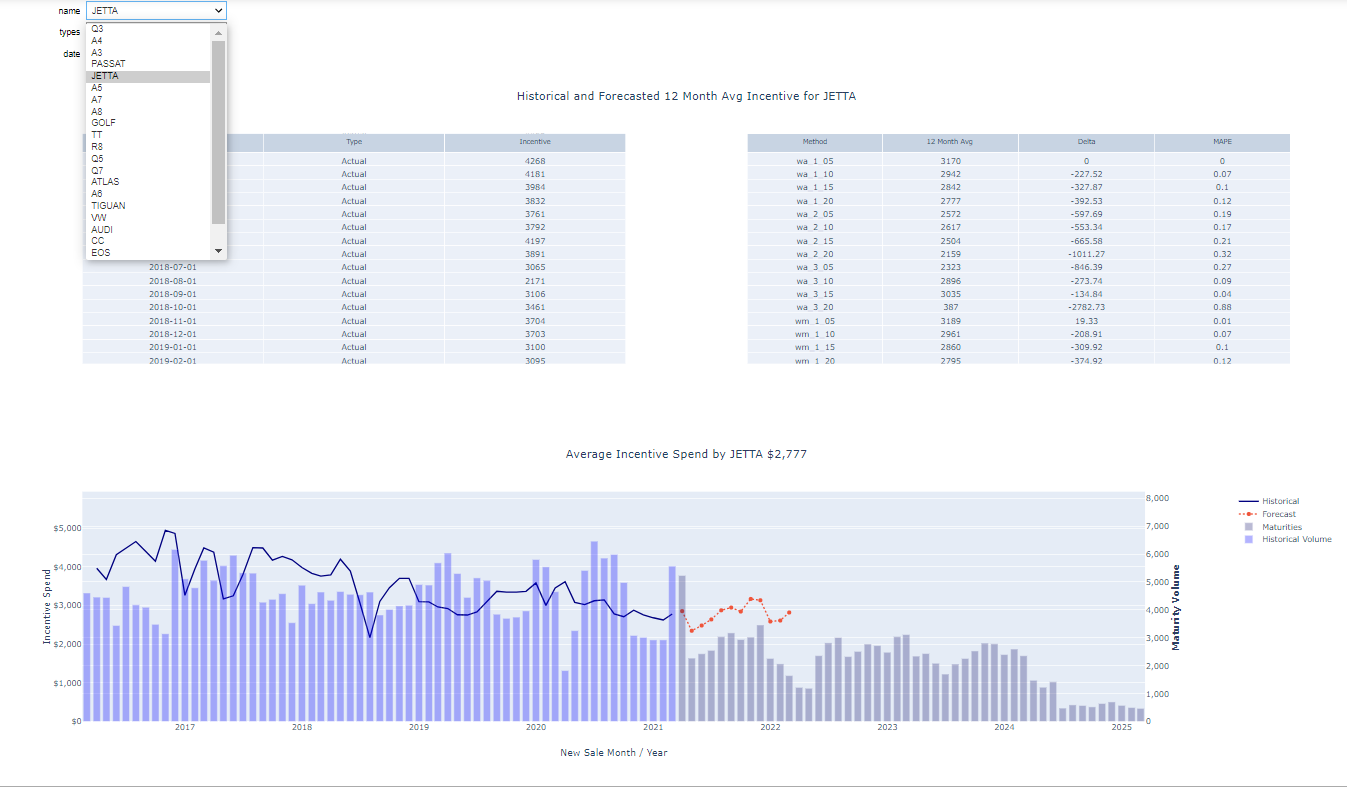 name JETTA
types
date
Q3
A4
A3
PASSAT
JETTA
A5
A7
A8
GOLF
TT
R8
Q5
Q7
ATLAS
A6
TIGUAN
VW
AUDI
CC
EOS
Historical and Forecasted 12 Month Avg Incentive for JETTA
Type Incentive
Actual 4268
Actual 4181
Actual 3984
Actual 3832
Actual 3761
Actual 3792
Actual 4197
Actual 3891
2018-07-01 Actual 3065
2018-08-01 Actual 2171
2018-09-01 Actual 3106
2018-10-01 Actual 3461
2018-11-01 Actual 3704
2018-12-01 Actual 3703
2019-01-01 Actual 3100
2019-02-01 Actual 3095
Method 12 Month Avg Delta MAPE
wa_1_05 3170 0 0
wa_1_10 2942 -227.52 0.07
wa_1_15 2842 -327.87 0.1
wa_1_20 2777 -392.53 0.12
wa_2_05 2572 -597.69 0.19
wa_2_10 2617 -553.34 0.17
wa_2_15 2504 -665.58 0.21
wa_2_20 2159 -1011.27 0.32
wa_3_05 2323 -846.39 0.27
wa_3_10 2896 -273.74 0.09
wa_3_15 3035 -134.84 0.04
wa_3_20 387 -2782.73 0.88
wm_1_05 3189 19.33 0.01
wm_1_10 2961 -208.91 0.07
wm_1_15 2860 -309.92 0.1
wm_1_20 2795 -374.92 0.12
Average Incentive Spend by JETTA $2,777
Incentive Spend
$5,000
$4,000
$3,000
$2,000
$1,000
$0
8,000
7,000
6,000
5,000
4,000
3,000
2,000
1,000
0
Maturity Volume
2017 2018 2019 2020 2021 2022 2023 2024 2025
New Sale Month / Year
Historical
Forecast
Maturities
Historical Volume